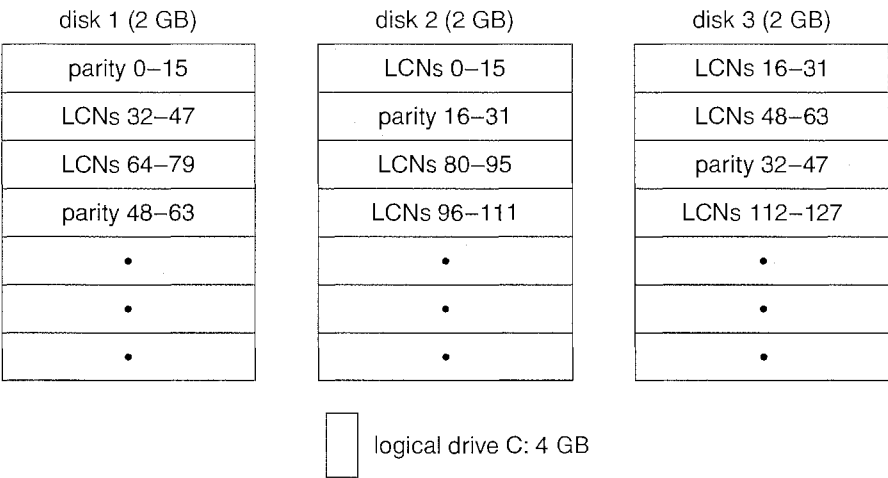 disk 1 (2 GB) disk 2 (2 GB) disk 3 (2 GB)
parity 0–15 LCNs 0–15 LCNs 16–31
LCNs 32–47 parity 16–31 LCNs 48–63
LCNs 64–79 LCNs 80–95 parity 32–47
parity 48–63 LCNs 96–111 LCNs 112–127
logical drive C: 4 GB